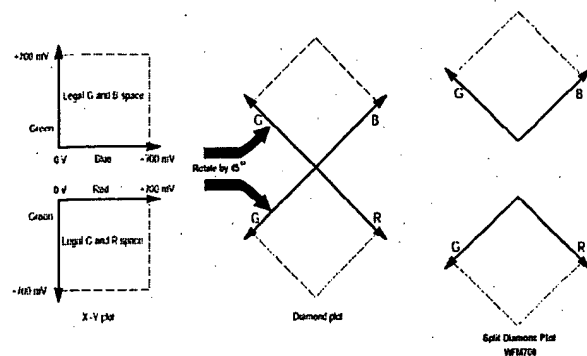 +700 mV
Legal G and B space
Green
0 V Blue +700 mV
0 V Red +700 mV
Green
Legal G and R space
+700 mV
X-Y plot
G
B
Rotate by 45°
G
R
Diamond plot
G
B
G
R
Split Diamond Plot
WFM700